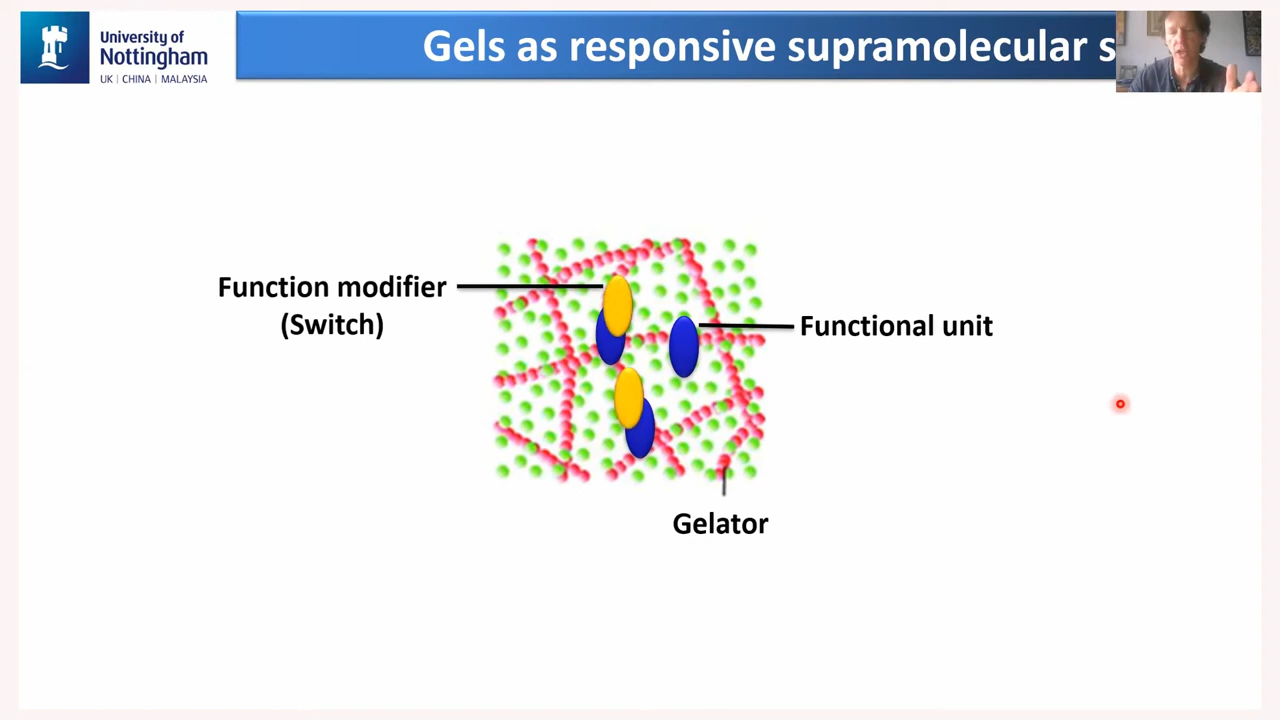 University of
Nottingham
UK | CHINA | MALAYSIA
Gels as responsive supramolecular s
Function modifier
(Switch)
Functional unit
Gelator